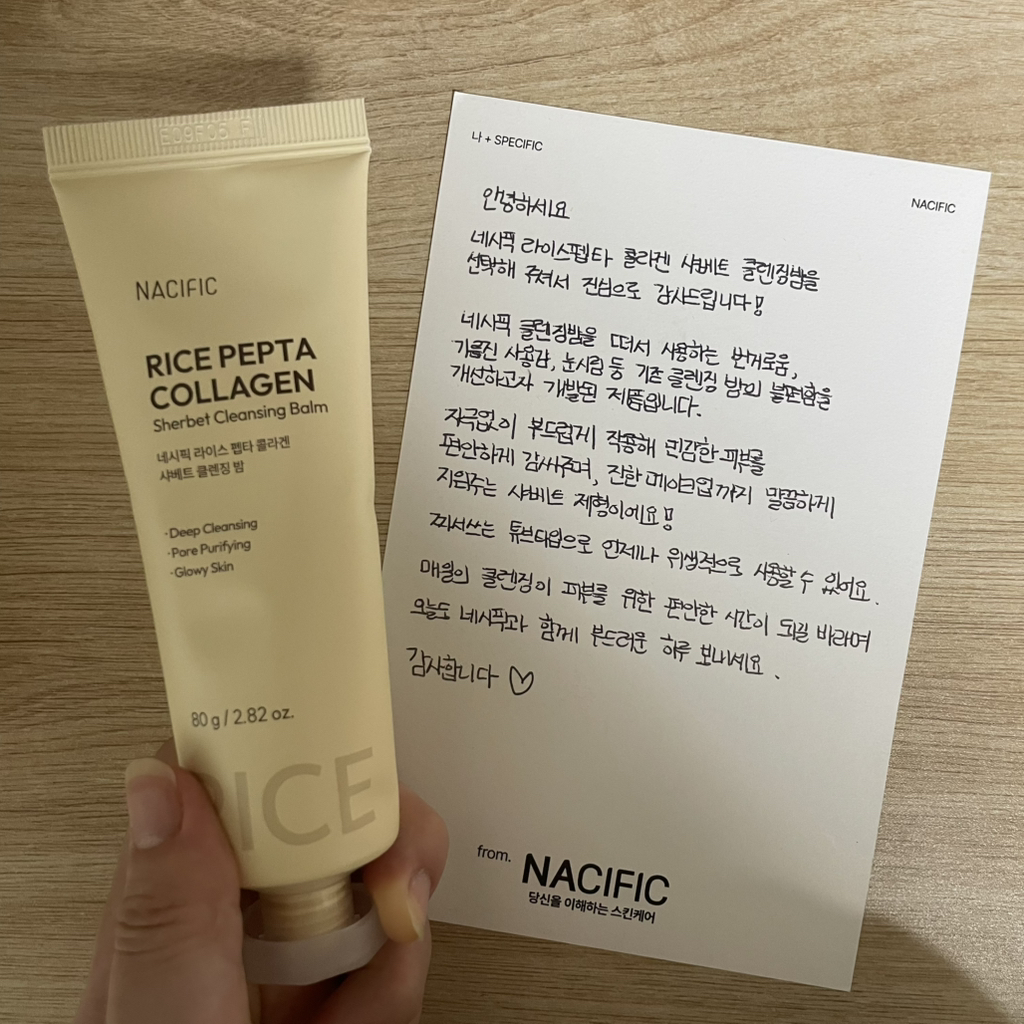 NACIFIC
RICE PEPTA
COLLAGEN
Sherbet Cleansing Balm
네시픽 라이스 펩타 콜라겐
샤베트 클렌징 밤
·Deep Cleansing
·Pore Purifying
·Glowy Skin
80 g / 2.82 oz.
RICE
나 + SPECIFIC
NACIFIC
안녕하세요
네시픽 라이스펩타 콜라겐 샤베트 클렌징밤을
선택해 주셔서 진심으로 감사드립니다!
네시픽 클렌징밤을 떠서 사용하는 번거로움,
기름진 사용감, 눈시림 등 기존 클렌징 밤의 불편함을
개선하고자 개발된 제품입니다.
자극없이 부드럽게 작용해 민감한 피부를
편안하게 감싸주며, 진한 메이크업까지 말끔하게
지워주는 샤베트 제형이에요!
짜서쓰는 튜브타입으로 언제나 위생적으로 사용할 수 있어요.
매일의 클렌징이 피부를 위한 편안한 시간이 되길 바라며
오늘도 네시픽과 함께 부드러운 하루 보내세요.
감사합니다 ♡
from. NACIFIC
당신을 이해하는 스킨케어